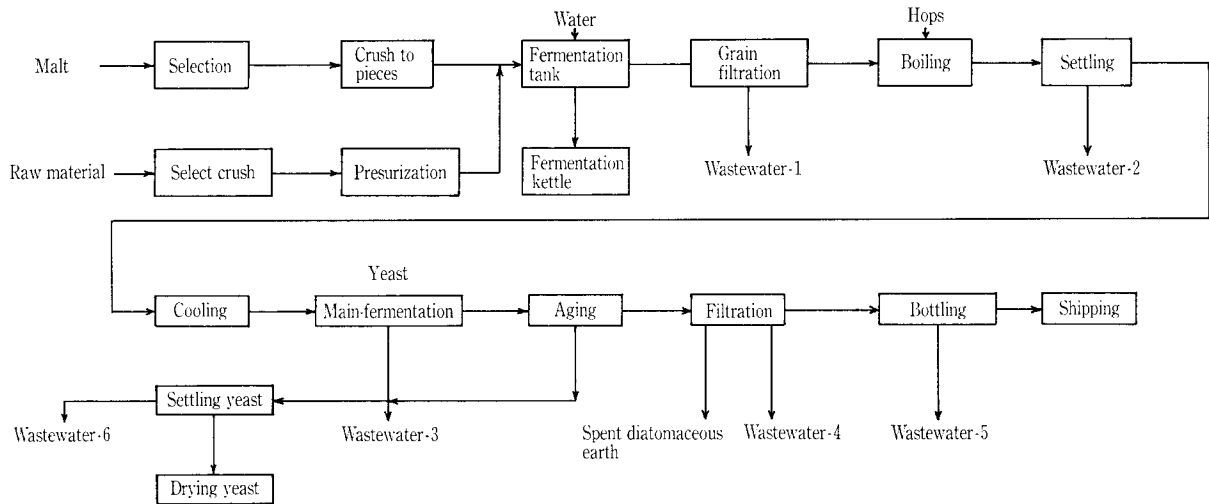 Water
Hops
Malt
Selection
Crush to
pieces
Fermentation
tank
Grain
filtration
Boiling
Settling
Raw material
Select crush
Presurization
Fermentation
kettle
Wastewater-1
Wastewater-2
Yeast
Cooling
Main-fermentation
Aging
Filtration
Bottling
Shipping
Settling yeast
Wastewater-6
Wastewater-3
Spent diatomaceous
earth
Wastewater-4
Wastewater-5
Drying yeast